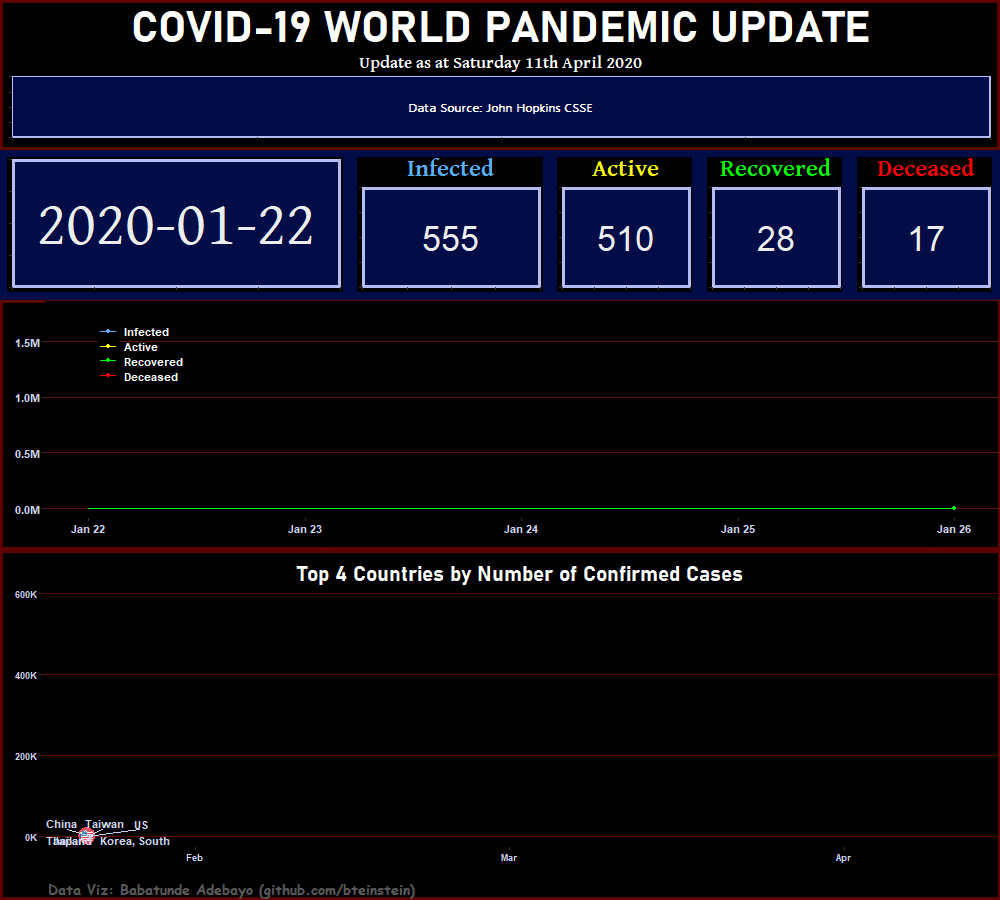 COVID-19 WORLD PANDEMIC UPDATE
Update as at Saturday 11th April 2020
Data Source: John Hopkins CSSE
2020-01-22
Infected
555
Active
510
Recovered
28
Deceased
17
Infected
Active
Recovered
Deceased
1.5M
1.0M
0.5M
0.0M
Jan 22 Jan 23 Jan 24 Jan 25 Jan 26
Top 4 Countries by Number of Confirmed Cases
600K
400K
200K
0K
China Taiwan US
Thailand Korea, South
Feb Mar Apr
Data Viz: Babatunde Adebayo (github.com/bteinstein)